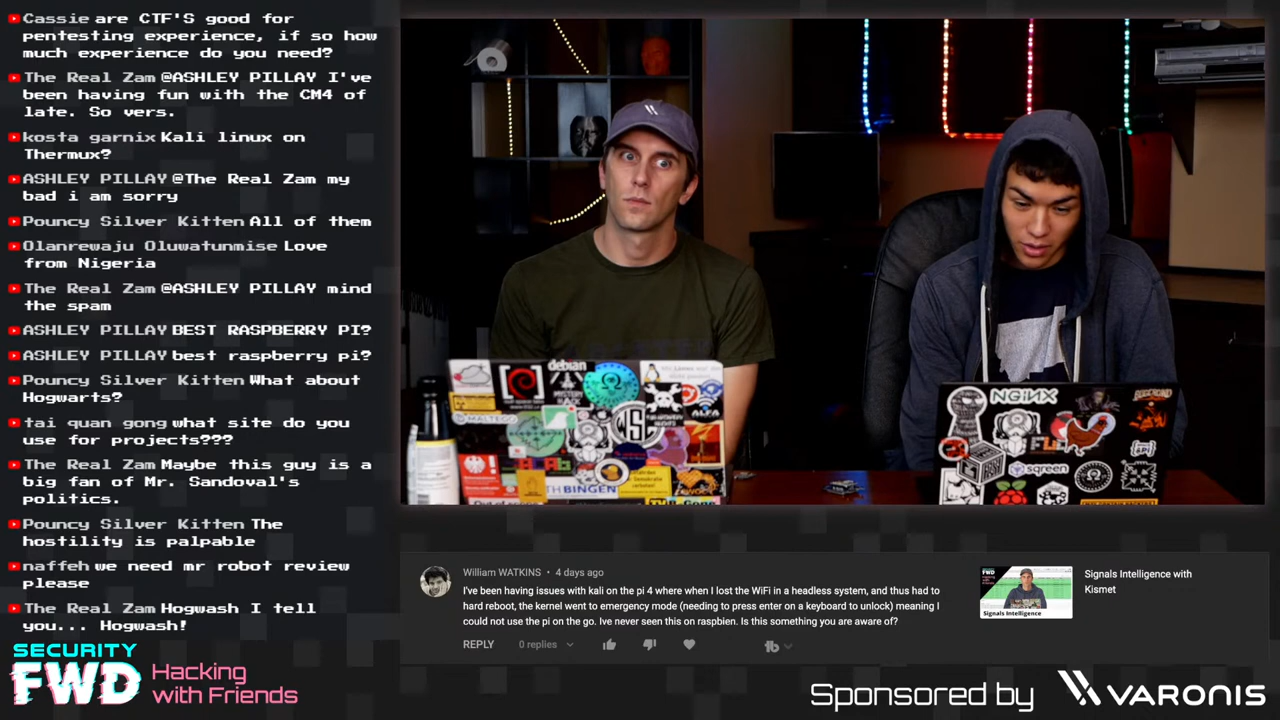 Cassie are CTF'S good for
pentesting experience, if so how
much experience do you need?
The Real Zam @ASHLEY PILLAY I've
been having fun with the CM4 of
late. So vers.
kosta garnix Kali linux on
Thermux?
ASHLEY PILLAY @The Real Zam my
bad i am sorry
Pouncy Silver Kitten All of them
Olanrewaju Oluwatunmise Love
from Nigeria
The Real Zam @ASHLEY PILLAY mind
the spam
ASHLEY PILLAY BEST RASPBERRY PI?
ASHLEY PILLAY best raspberry pi?
Pouncy Silver Kitten What about
Hogwarts?
tai quan gong what site do you
use for projects???
The Real Zam Maybe this guy is a
big fan of Mr. Sandoval's
politics.
Pouncy Silver Kitten The
hostility is palpable
naffeh we need mr robot review
please
The Real Zam Hogwash I tell
you... Hogwash!
SECURITY
FWD
Hacking
with Friends
debian
MALTEGO
TH BINGEN
NGINX
sqreen
William WATKINS • 4 days ago
I've been having issues with kali on the pi 4 where when I lost the WiFi in a headless system, and thus had to
hard reboot, the kernel went to emergency mode (needing to press enter on a keyboard to unlock) meaning I
could not use the pi on the go. Ive never seen this on raspbien. Is this something you are aware of?
REPLY
0 replies
FWD
Signals Intelligence
Signals Intelligence with
Kismet
Sponsored by
VARONIS